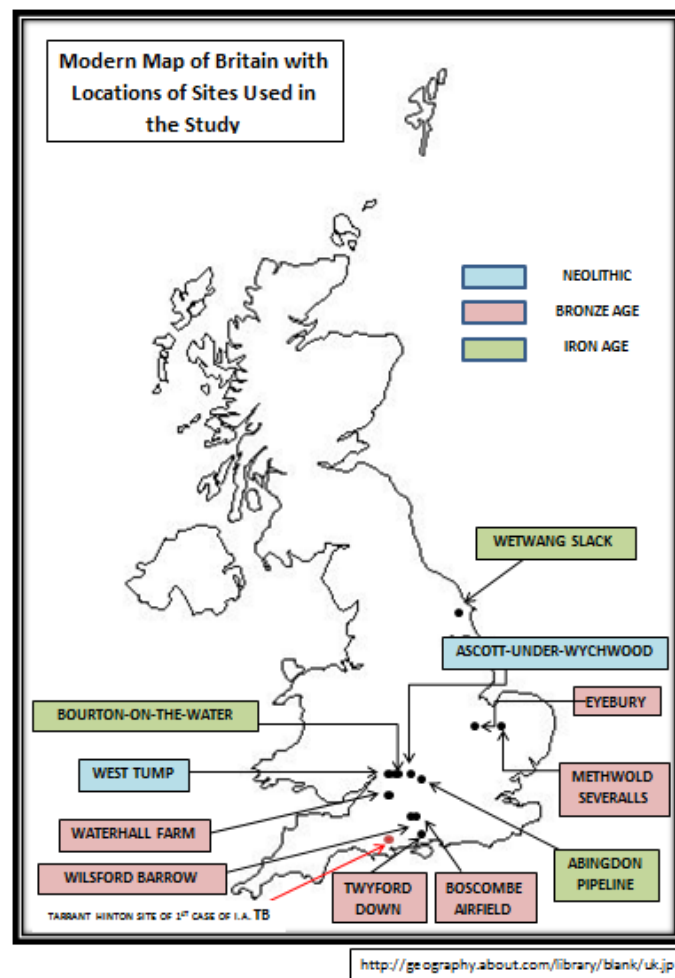 Modern Map of Britain with
Locations of Sites Used in
the Study
NEOLITHIC
BRONZE AGE
IRON AGE
WETWANG SLACK
ASCOTT-UNDER-WYCHWOOD
EYEBURY
BOURTON-ON-THE-WATER
WEST TUMP
METHWOLD
SEVERALLS
WATERHALL FARM
WILSFORD BARROW
TWYFORD
DOWN
BOSCOMBE
AIRFIELD
ABINGDON
PIPELINE
TARRANT HINTON SITE OF 1ST CASE OF I.A. TB
http://geography.about.com/library/blank/uk.jp